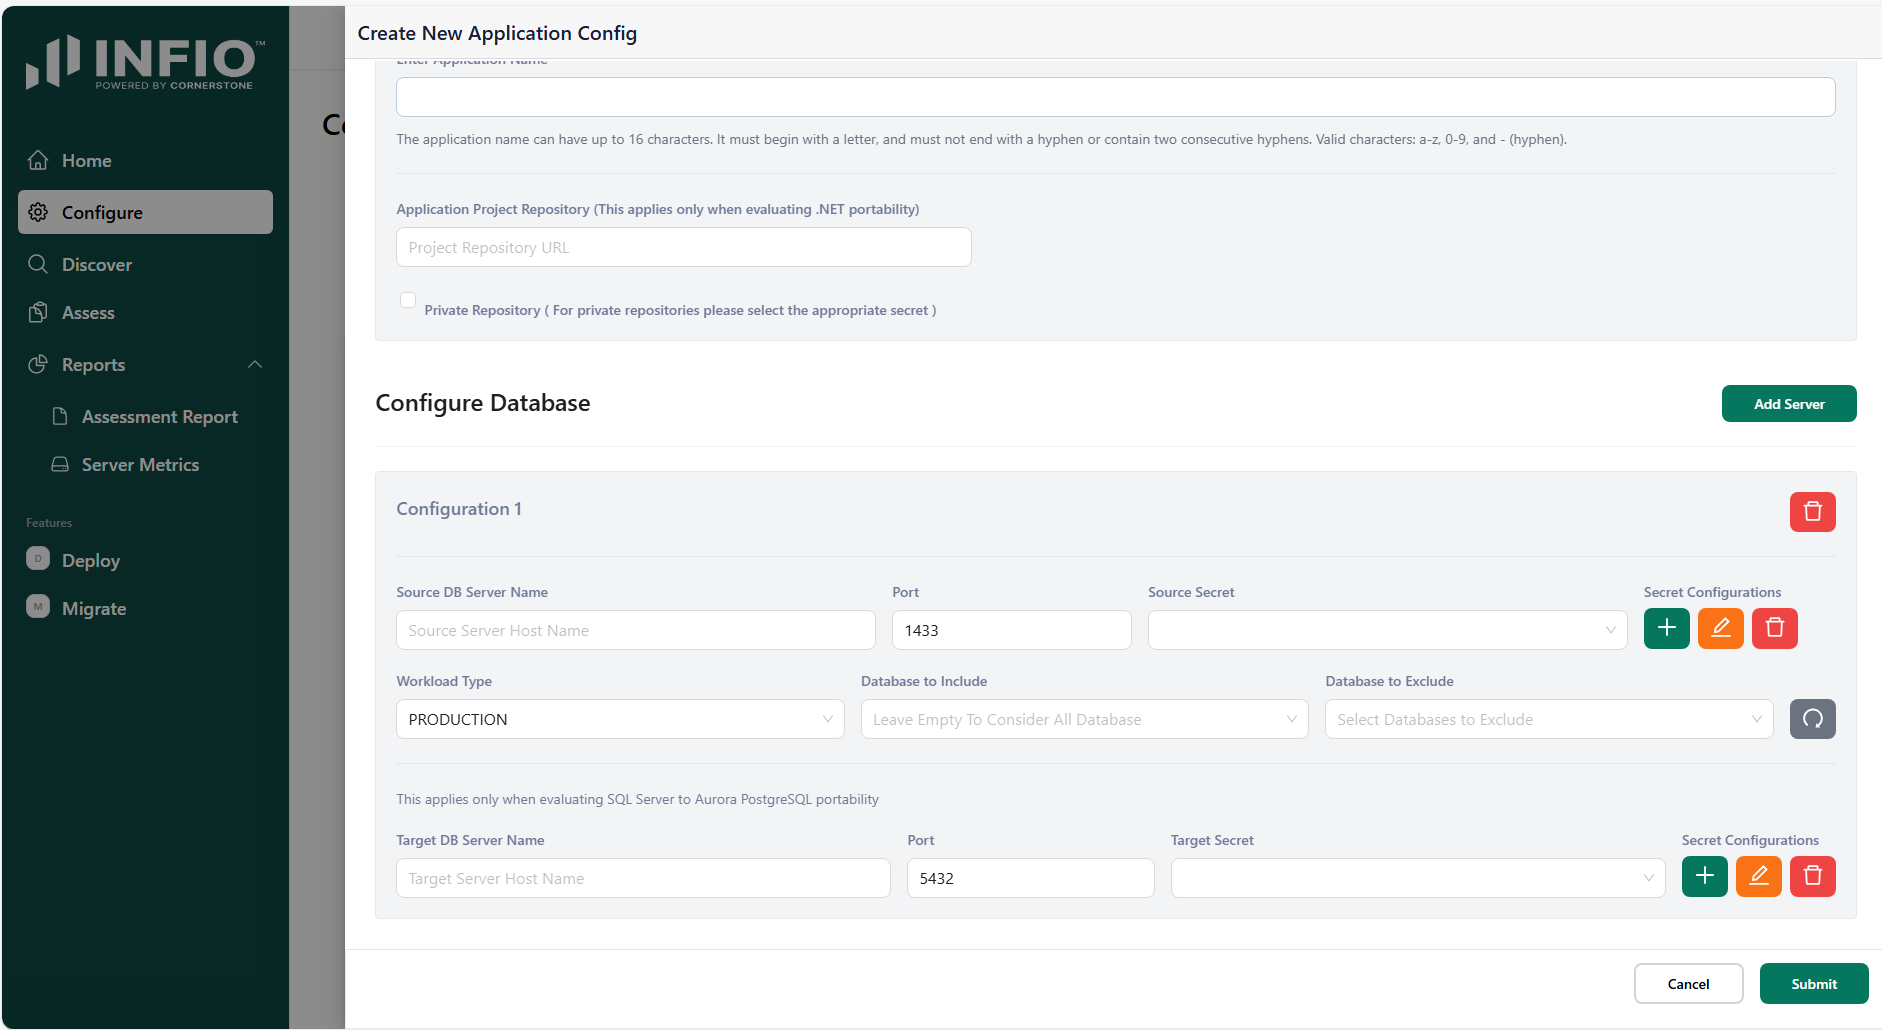 INFIO™
POWERED BY CORNERSTONE
Home
Configure
Discover
Assess
Reports
Assessment Report
Server Metrics
Features
D Deploy
M Migrate
Create New Application Config
Enter Application Name
The application name can have up to 16 characters. It must begin with a letter, and must not end with a hyphen or contain two consecutive hyphens. Valid characters: a-z, 0-9, and - (hyphen).
Application Project Repository (This applies only when evaluating .NET portability)
Project Repository URL
Private Repository ( For private repositories please select the appropriate secret )
Configure Database
Add Server
Configuration 1
Source DB Server Name Port Source Secret Secret Configurations
Source Server Host Name 1433
Workload Type Database to Include Database to Exclude
PRODUCTION Leave Empty To Consider All Database Select Databases to Exclude
This applies only when evaluating SQL Server to Aurora PostgreSQL portability
Target DB Server Name Port Target Secret Secret Configurations
Target Server Host Name 5432
Cancel Submit